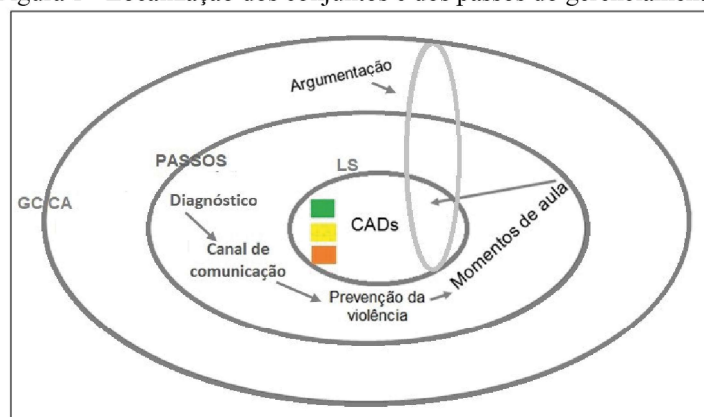 Argumentação
PASSOS
LS
GC CA
Diagnóstico
CADs
Canal de
comunicação
Momentos de aula
Prevenção da
violência